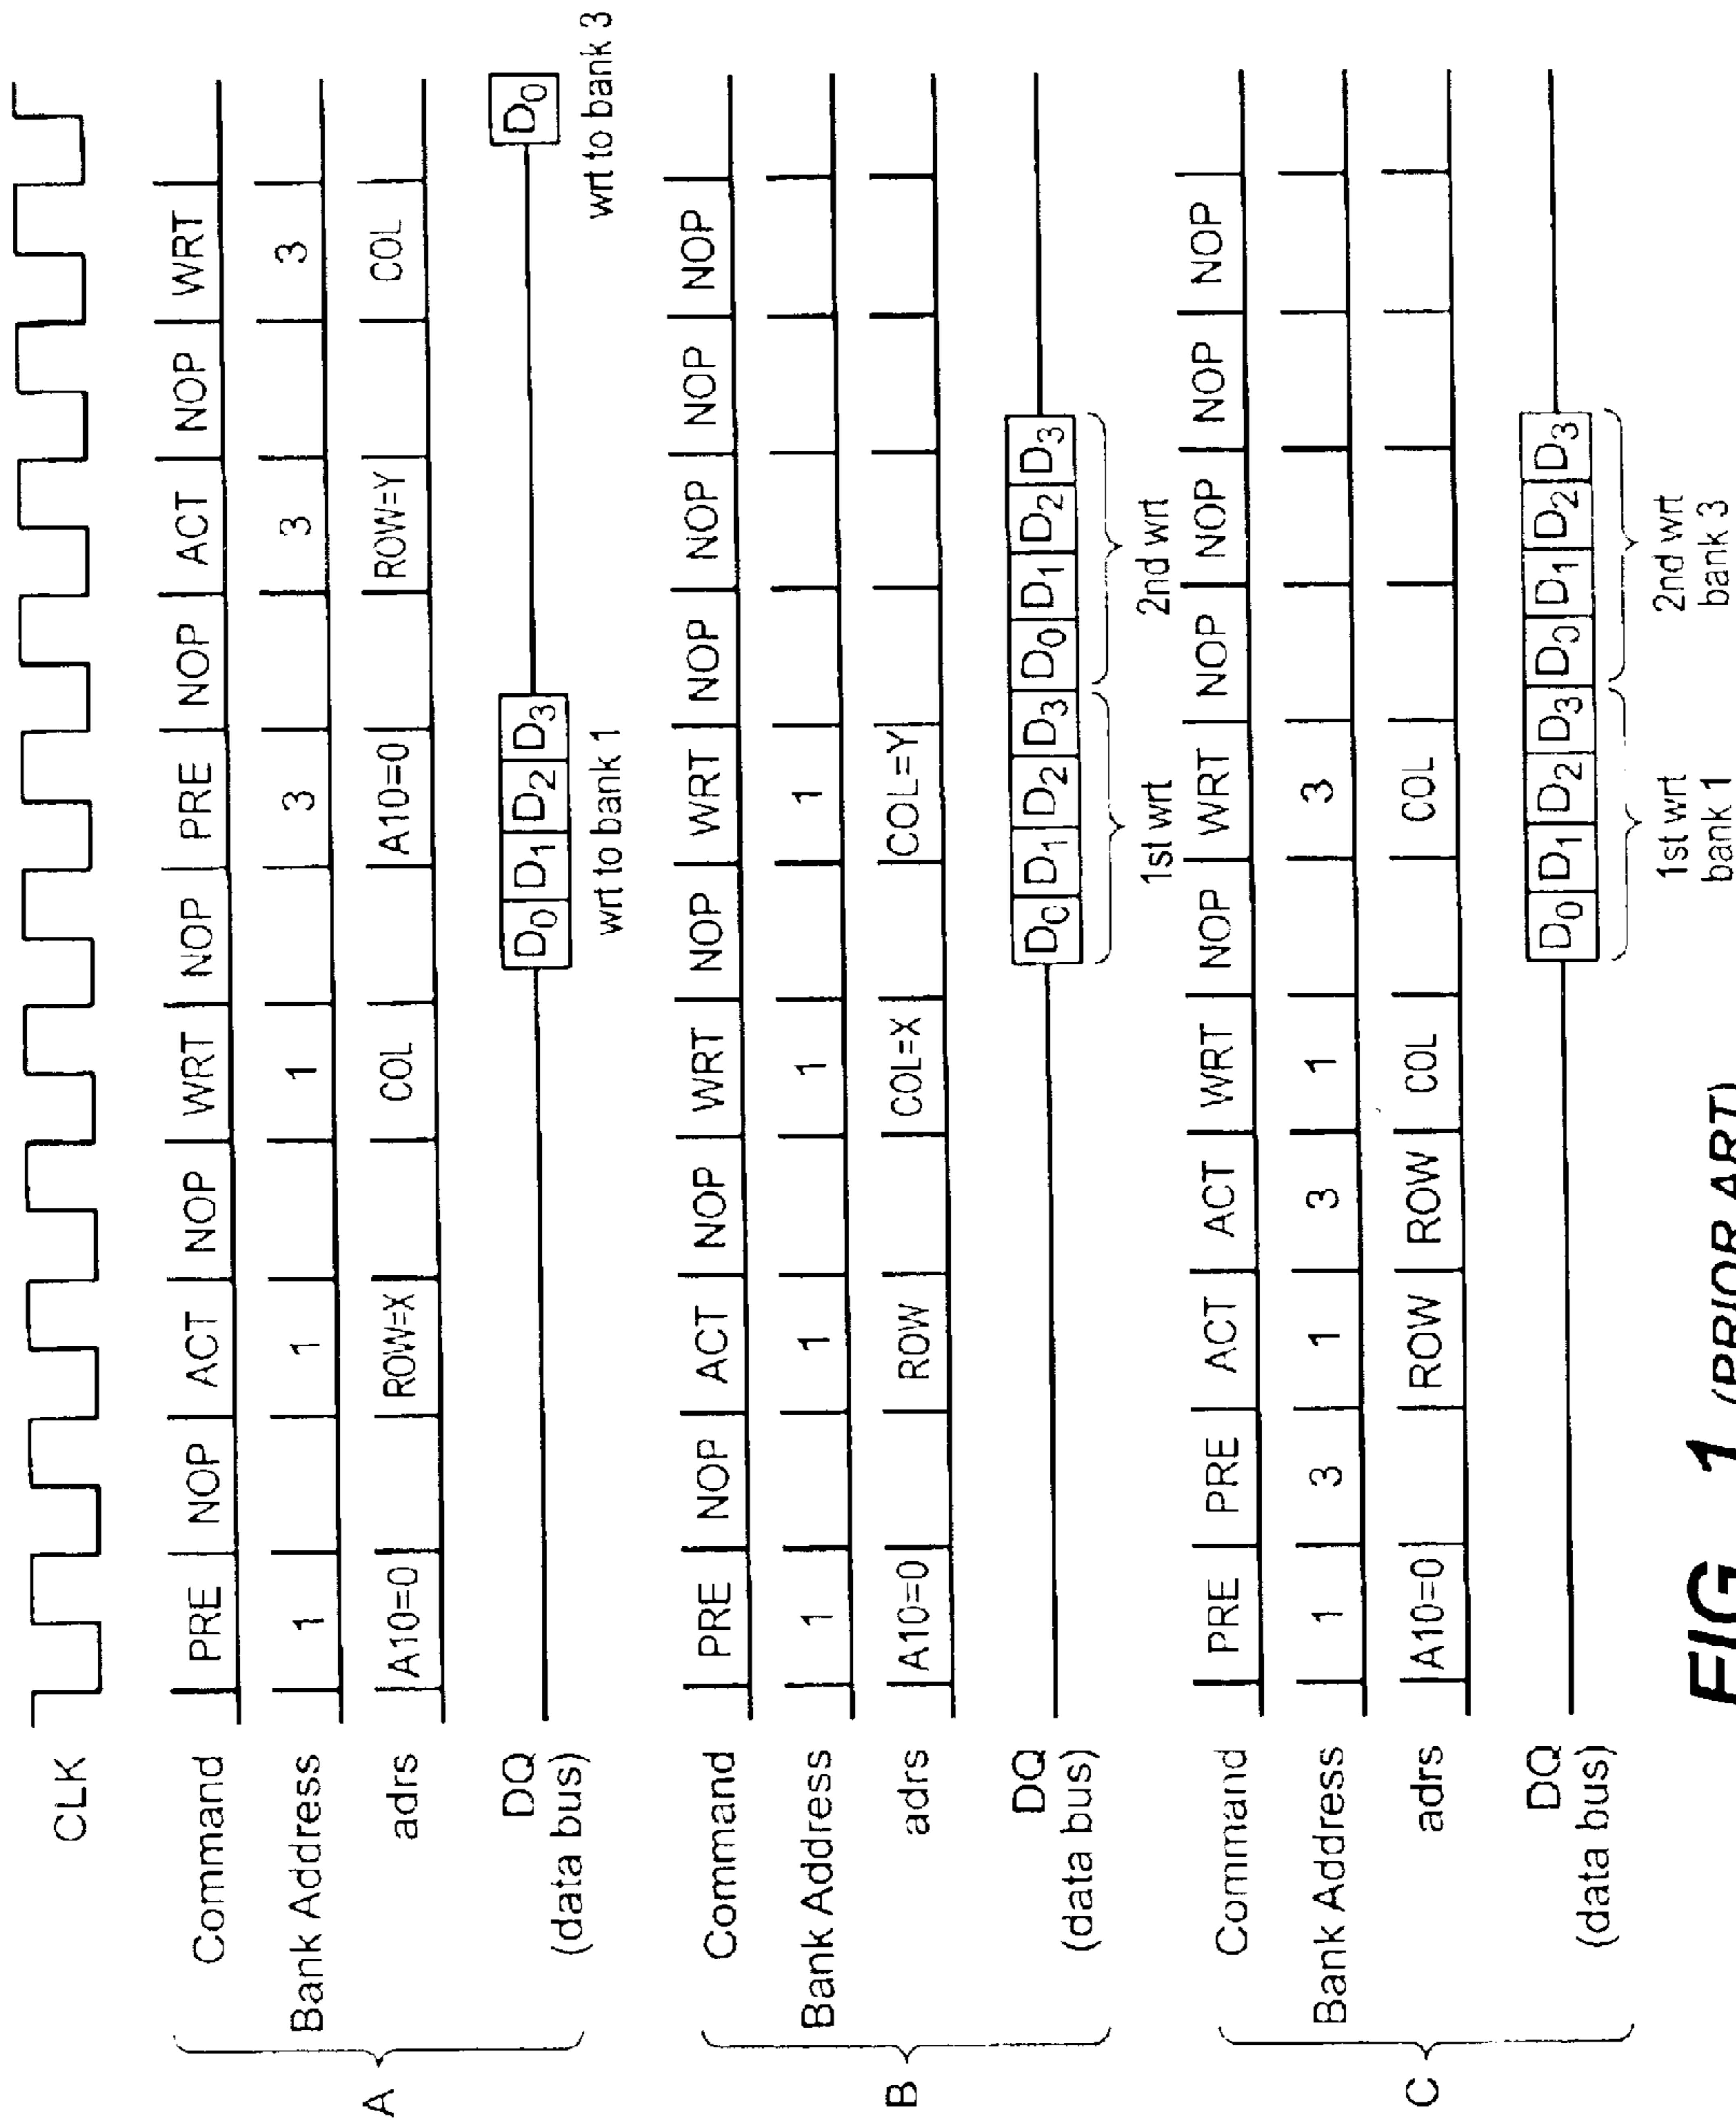 CLK
A
Command PRE NOP ACT NOP WRT NOP PRE NOP ACT NOP WRT
Bank Address 1 1 1 3 3 3
adrs A10=0 ROW=X COL A10=0 ROW=Y COL
DQ
(data bus) D0 D1 D2 D3 D0
wrt to bank 1 wrt to bank 3
B
Command PRE NOP ACT NOP WRT NOP WRT NOP NOP NOP NOP
Bank Address 1 1 1 1
adrs A10=0 ROW COL=X COL=Y
DQ
(data bus) D0 D1 D2 D3 D0 D1 D2 D3
1st wrt 2nd wrt
C
Command PRE PRE ACT ACT WRT NOP WRT NOP NOP NOP NOP
Bank Address 1 3 1 3 1 3
adrs A10=0 ROW ROW COL COL
DQ
(data bus) D0 D1 D2 D3 D0 D1 D2 D3
1st wrt 2nd wrt
bank 1 bank 3
FIG. 1 (PRIOR ART)